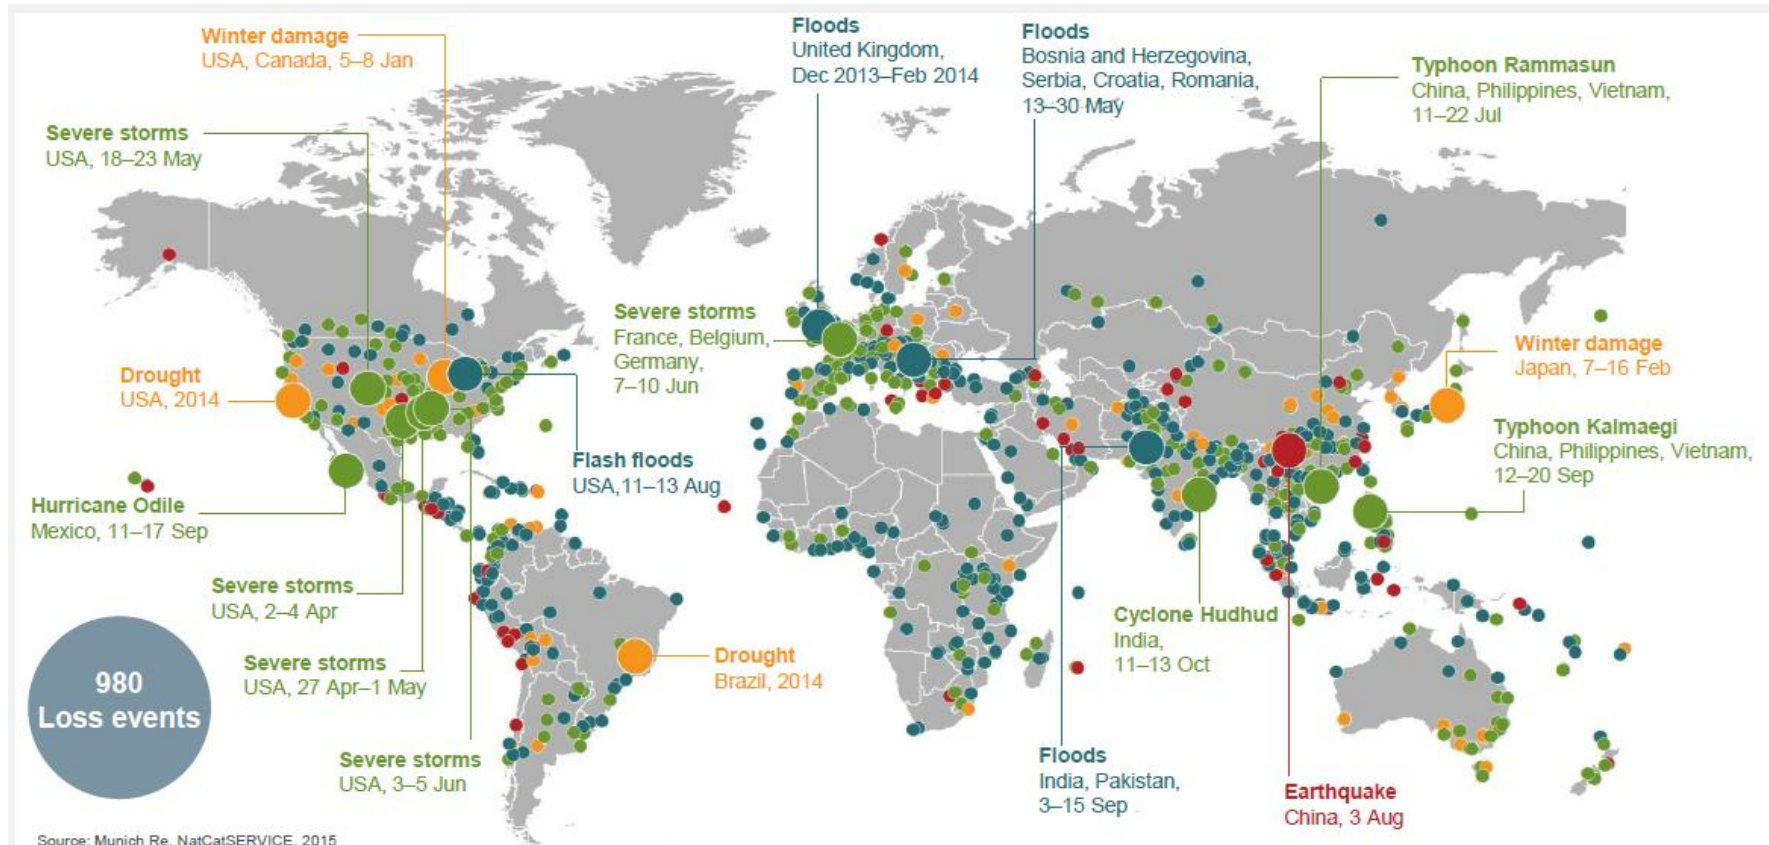 Winter damage
USA, Canada, 5–8 Jan
Floods
United Kingdom,
Dec 2013–Feb 2014
Floods
Bosnia and Herzegovina,
Serbia, Croatia, Romania,
13–30 May
Typhoon Rammasun
China, Philippines, Vietnam,
11–22 Jul
Severe storms
USA, 18–23 May
Severe storms
France, Belgium,
Germany,
7–10 Jun
Winter damage
Japan, 7–16 Feb
Drought
USA, 2014
Typhoon Kalmaegi
China, Philippines, Vietnam,
12–20 Sep
Flash floods
USA,11–13 Aug
Hurricane Odile
Mexico, 11–17 Sep
Severe storms
USA, 2–4 Apr
Cyclone Hudhud
India,
11–13 Oct
Severe storms
USA, 27 Apr–1 May
Drought
Brazil, 2014
980
Loss events
Severe storms
USA, 3–5 Jun
Floods
India, Pakistan,
3–15 Sep
Earthquake
China, 3 Aug
Source: Munich Re, NatCatSERVICE, 2015